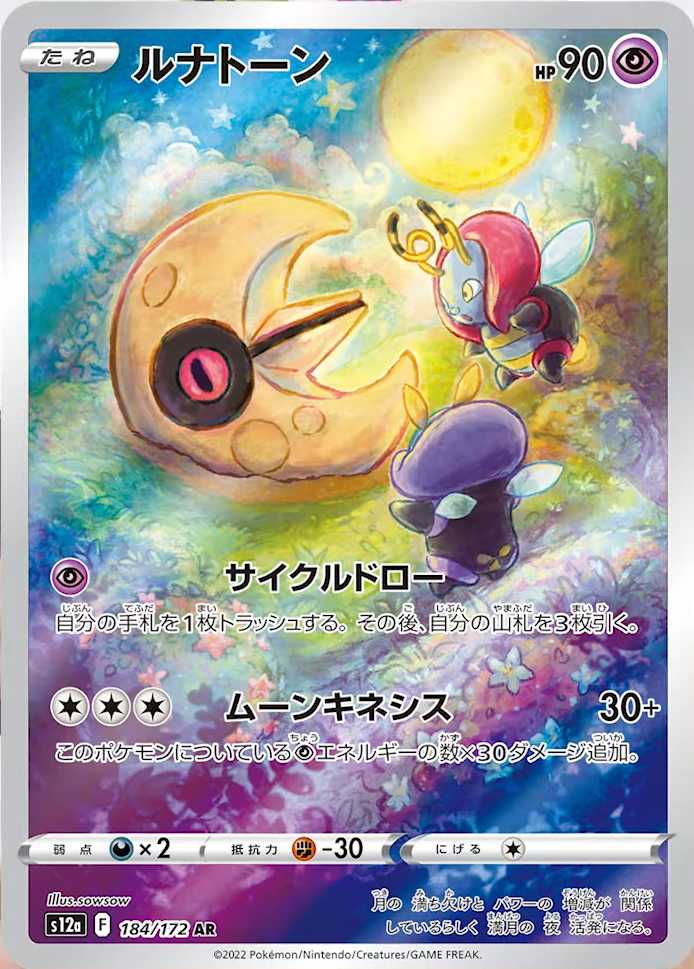 たね ルナトーン HP90
サイクルドロー
自分の手札を1枚トラッシュする。その後、自分の山札を3枚引く。
ムーンキネシス 30+
このポケモンについているエネルギーの数×30ダメージ追加。
弱点 ×2 抵抗力 -30 にげる
Illus.sowsow
s12a F 184/172 AR
月の 満ち欠けと パワーの 増減が 関係
しているらしく 満月の 夜 活発になる。
©2022 Pokémon/Nintendo/Creatures/GAME FREAK.